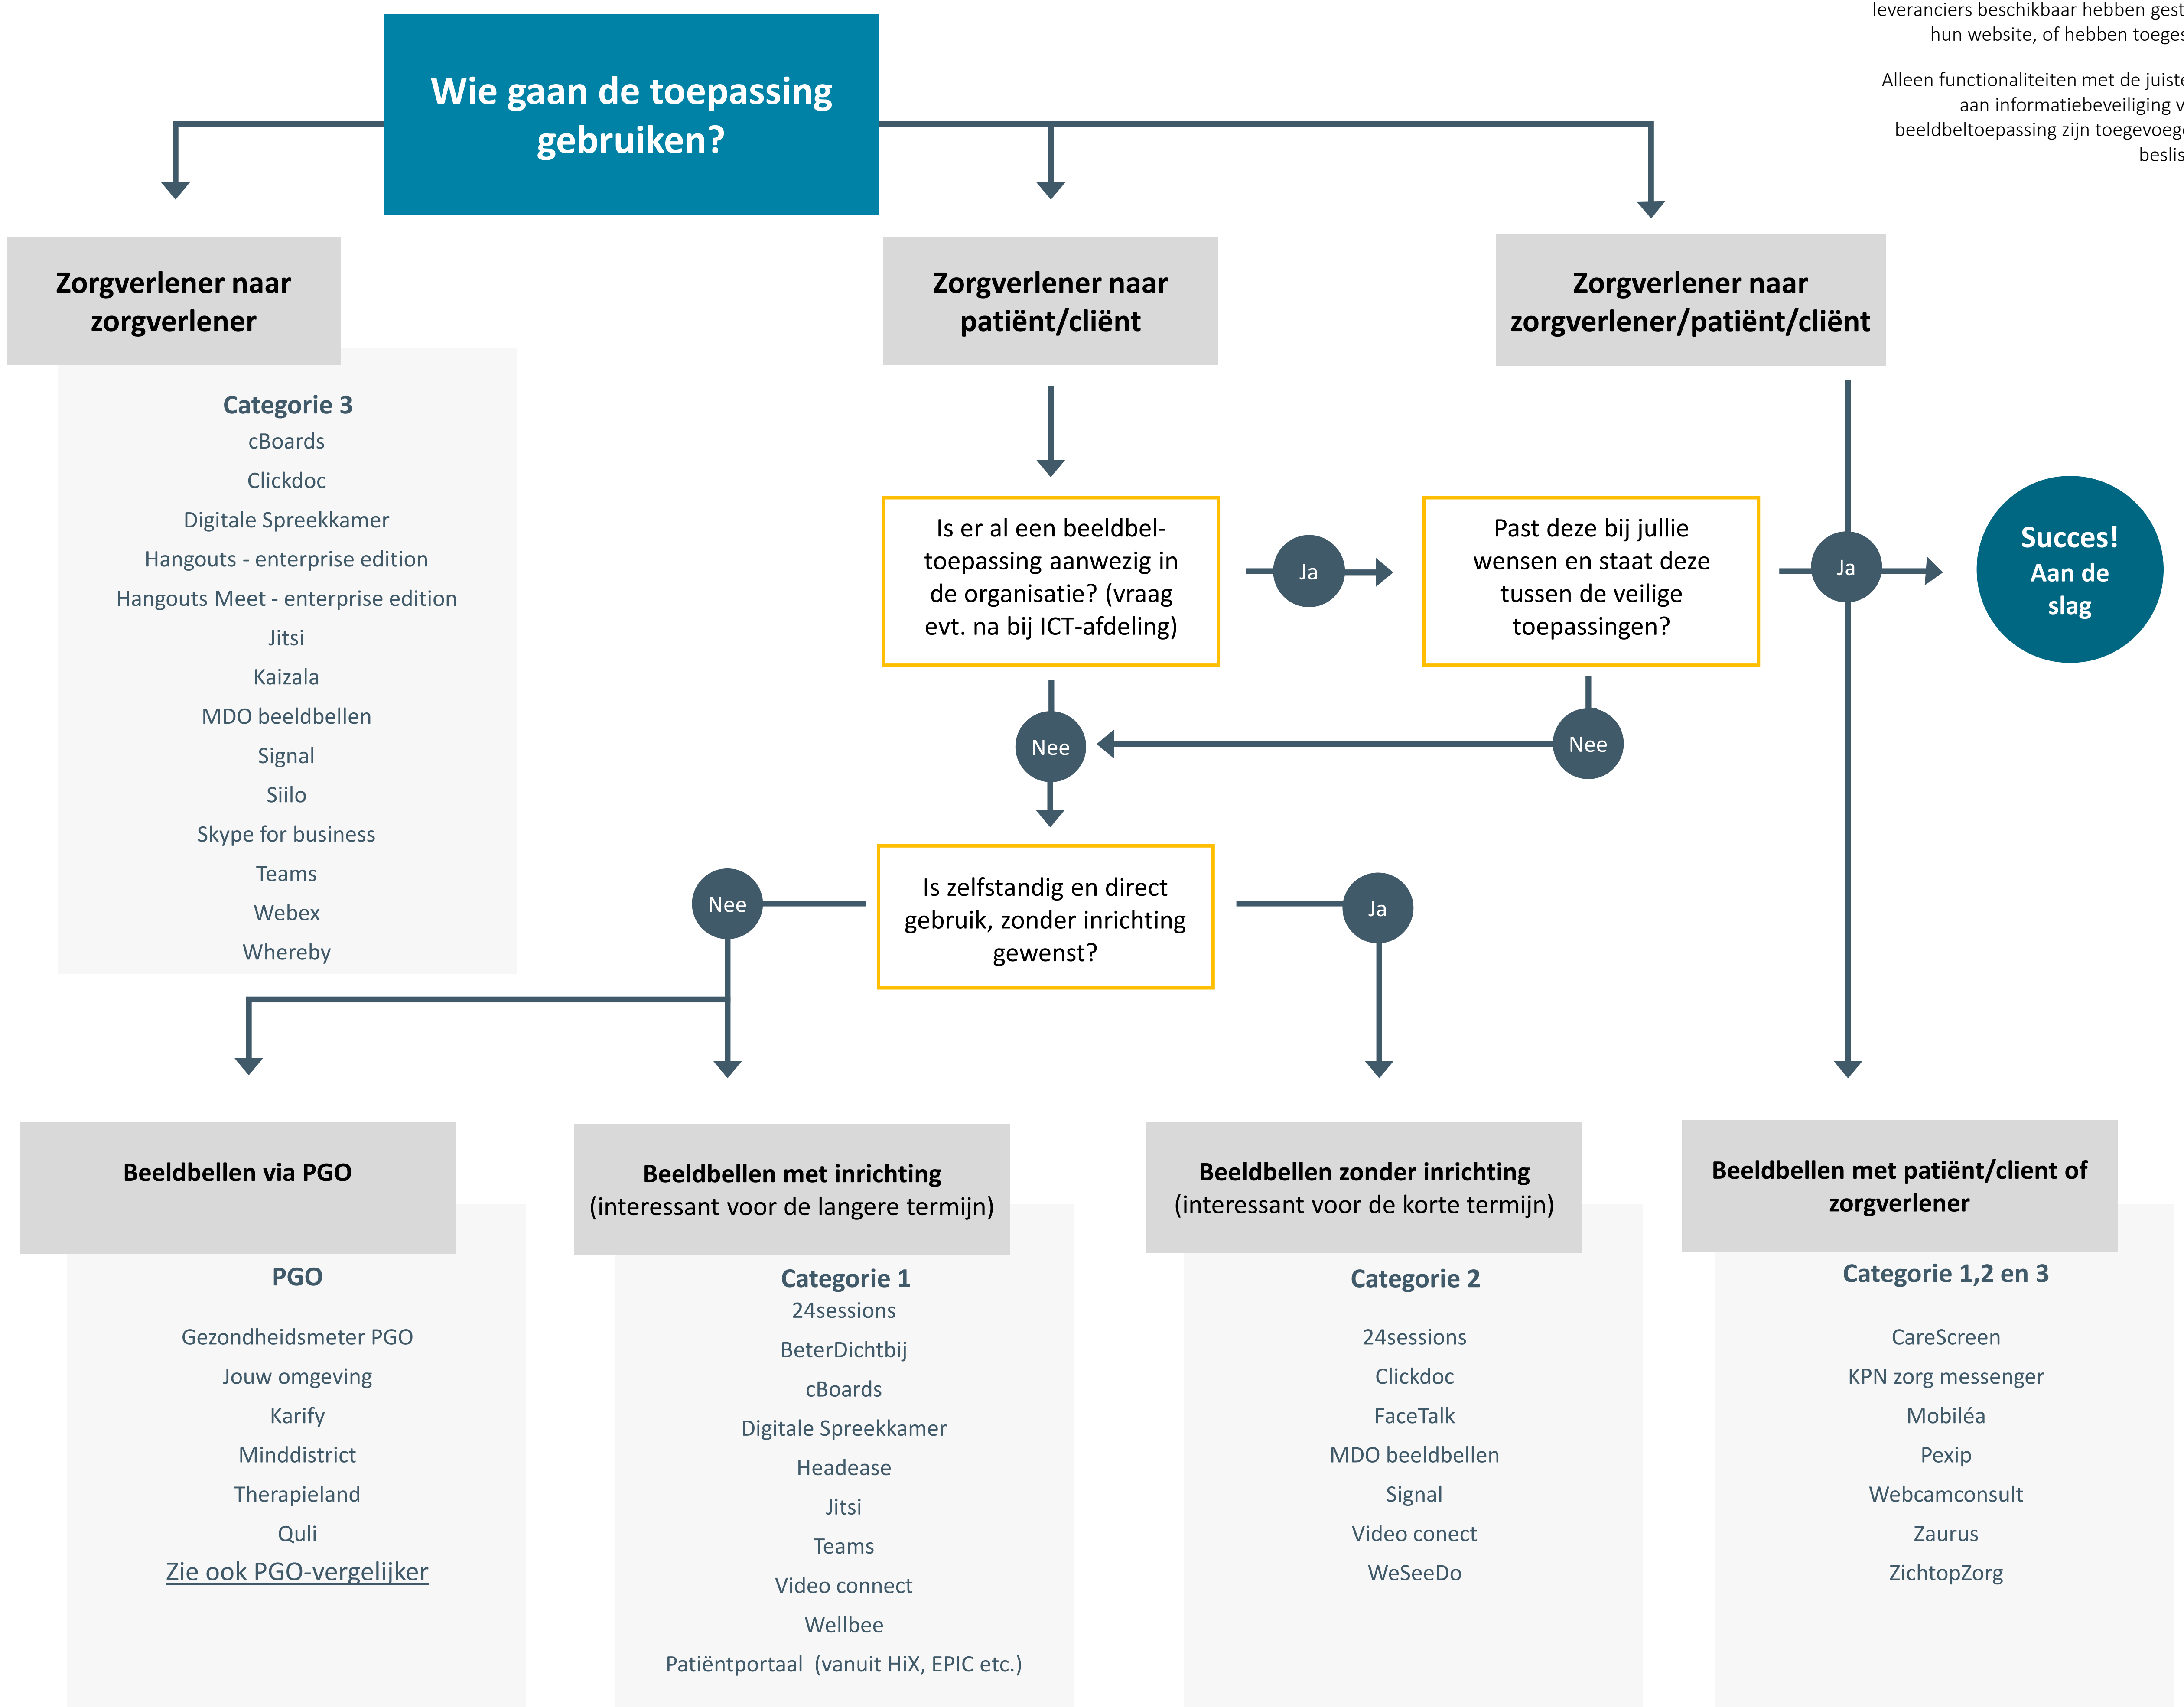 leveranciers beschikbaar hebben gest
hun website, of hebben toeges
Alleen functionaliteiten met de juiste
aan informatiebeveiliging v
beeldbeltoepassing zijn toegevoeg
beslis
Wie gaan de toepassing
gebruiken?
Zorgverlener naar
zorgverlener
Zorgverlener naar
patiënt/cliënt
Zorgverlener naar
zorgverlener/patiënt/cliënt
Categorie 3
cBoards
Clickdoc
Digitale Spreekkamer
Hangouts - enterprise edition
Hangouts Meet - enterprise edition
Jitsi
Kaizala
MDO beeldbellen
Signal
Siilo
Skype for business
Teams
Webex
Whereby
Is er al een beeldbel-
toepassing aanwezig in
de organisatie? (vraag
evt. na bij ICT-afdeling)
Ja
Past deze bij jullie
wensen en staat deze
tussen de veilige
toepassingen?
Ja
Succes!
Aan de
slag
Nee
Nee
Nee
Is zelfstandig en direct
gebruik, zonder inrichting
gewenst?
Ja
Beeldbellen via PGO
PGO
Gezondheidsmeter PGO
Jouw omgeving
Karify
Minddistrict
Therapieland
Quli
Zie ook PGO-vergelijker
Beeldbellen met inrichting
(interessant voor de langere termijn)
Categorie 1
24sessions
BeterDichtbij
cBoards
Digitale Spreekkamer
Headease
Jitsi
Teams
Video connect
Wellbee
Patiëntportaal  (vanuit HiX, EPIC etc.)
Beeldbellen zonder inrichting
(interessant voor de korte termijn)
Categorie 2
24sessions
Clickdoc
FaceTalk
MDO beeldbellen
Signal
Video conect
WeSeeDo
Beeldbellen met patiënt/client of
zorgverlener
Categorie 1,2 en 3
CareScreen
KPN zorg messenger
Mobiléa
Pexip
Webcamconsult
Zaurus
ZichtopZorg